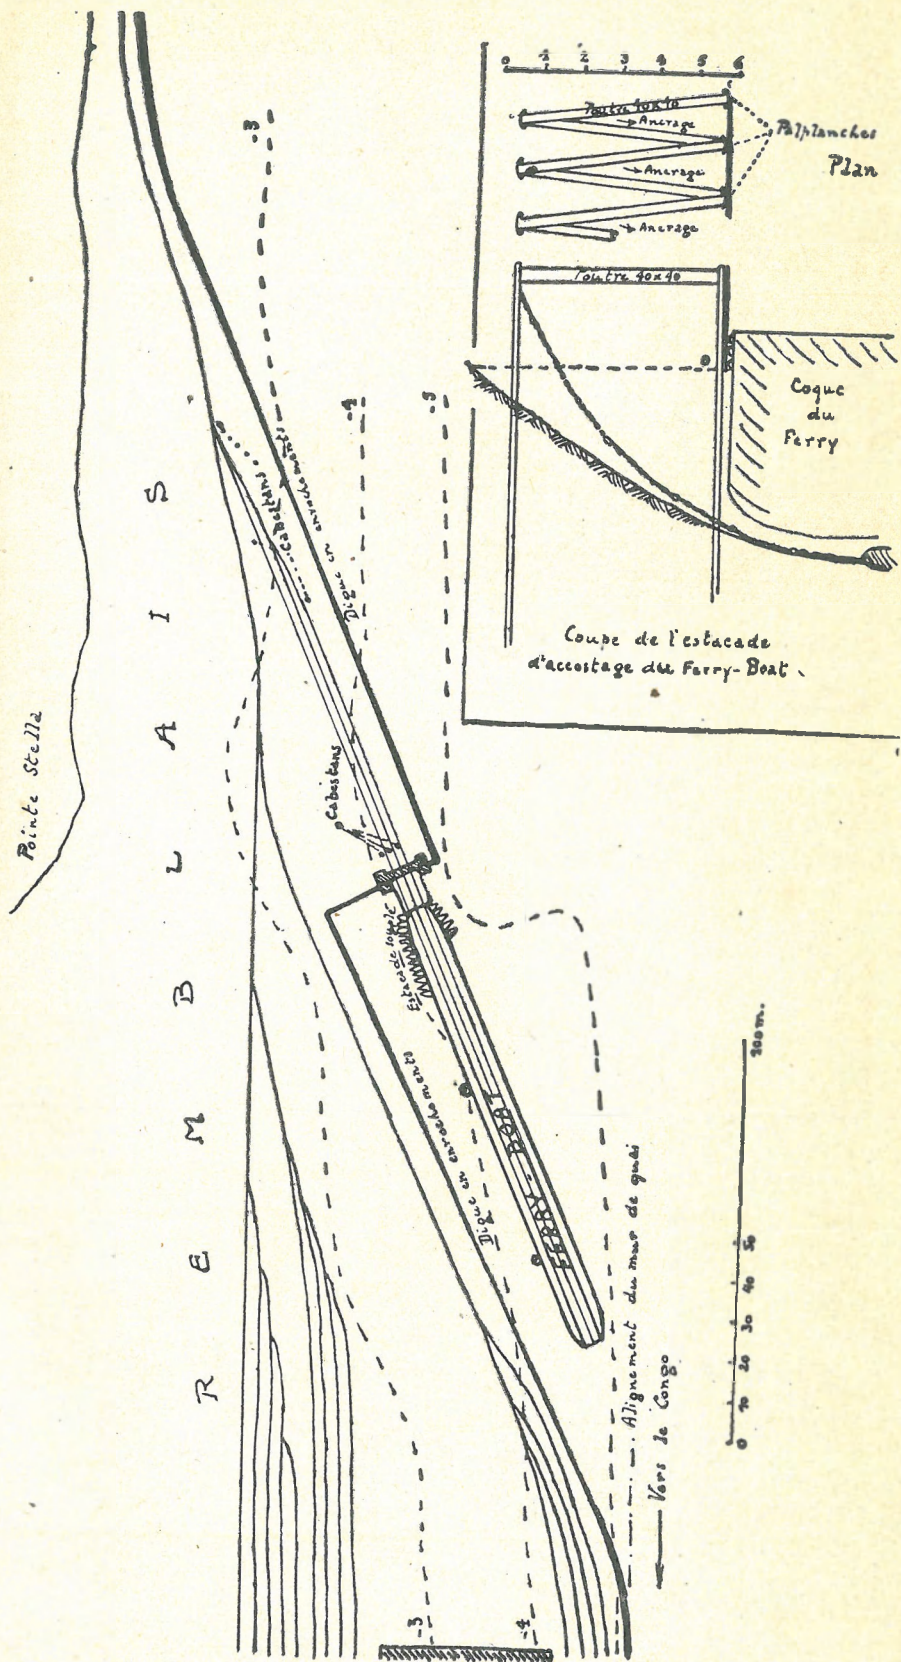 Pointe Stella
REMBLAIS
-3
-4
-5
Cabestans
Digue en enrochements
Cabestans
Estacade souple
Digue en enrochements
FERRY-BOAT
-3
-4
Alignement du mur de quai
Vers le Congo
0 10 20 30 40 50
100m.
0 1 2 3 4 5 6
Poutre 40x40
Ancrage
Ancrage
Ancrage
Palplanches
Plan
Poutre 40x40
0
Coque
du
Ferry
Coupe de l'estacade
d'accostage du Ferry-Boat